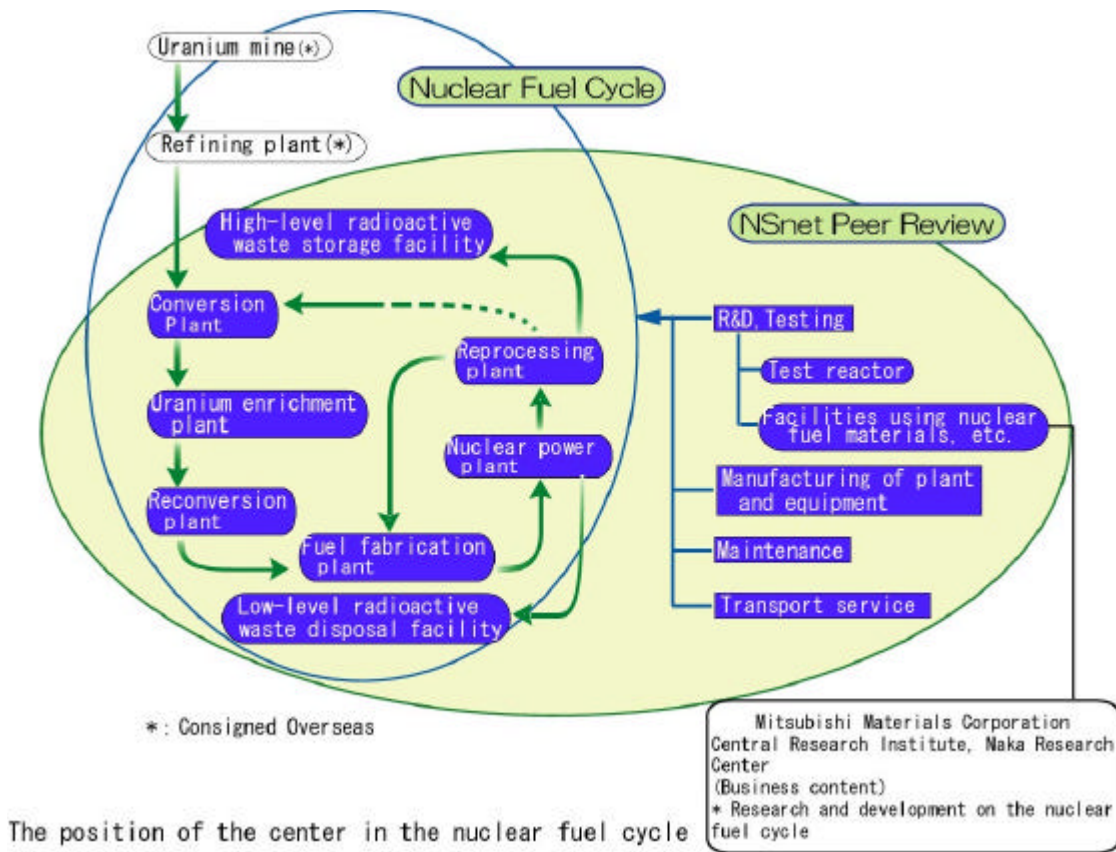 Uranium mine(*)
Nuclear Fuel Cycle
Refining plant(*)
High-level radioactive
waste storage facility
NSnet Peer Review
Conversion
Plant
R&D, Testing
Reprocessing
plant
Test reactor
Uranium enrichment
plant
Facilities using nuclear
fuel materials, etc.
Nuclear power
plant
Manufacturing of plant
and equipment
Reconversion
plant
Fuel fabrication
plant
Maintenance
Low-level radioactive
waste disposal facility
Transport service
*: Consigned Overseas
Mitsubishi Materials Corporation
Central Research Institute, Naka Research
Center
(Business content)
* Research and development on the nuclear
fuel cycle
The position of the center in the nuclear fuel cycle